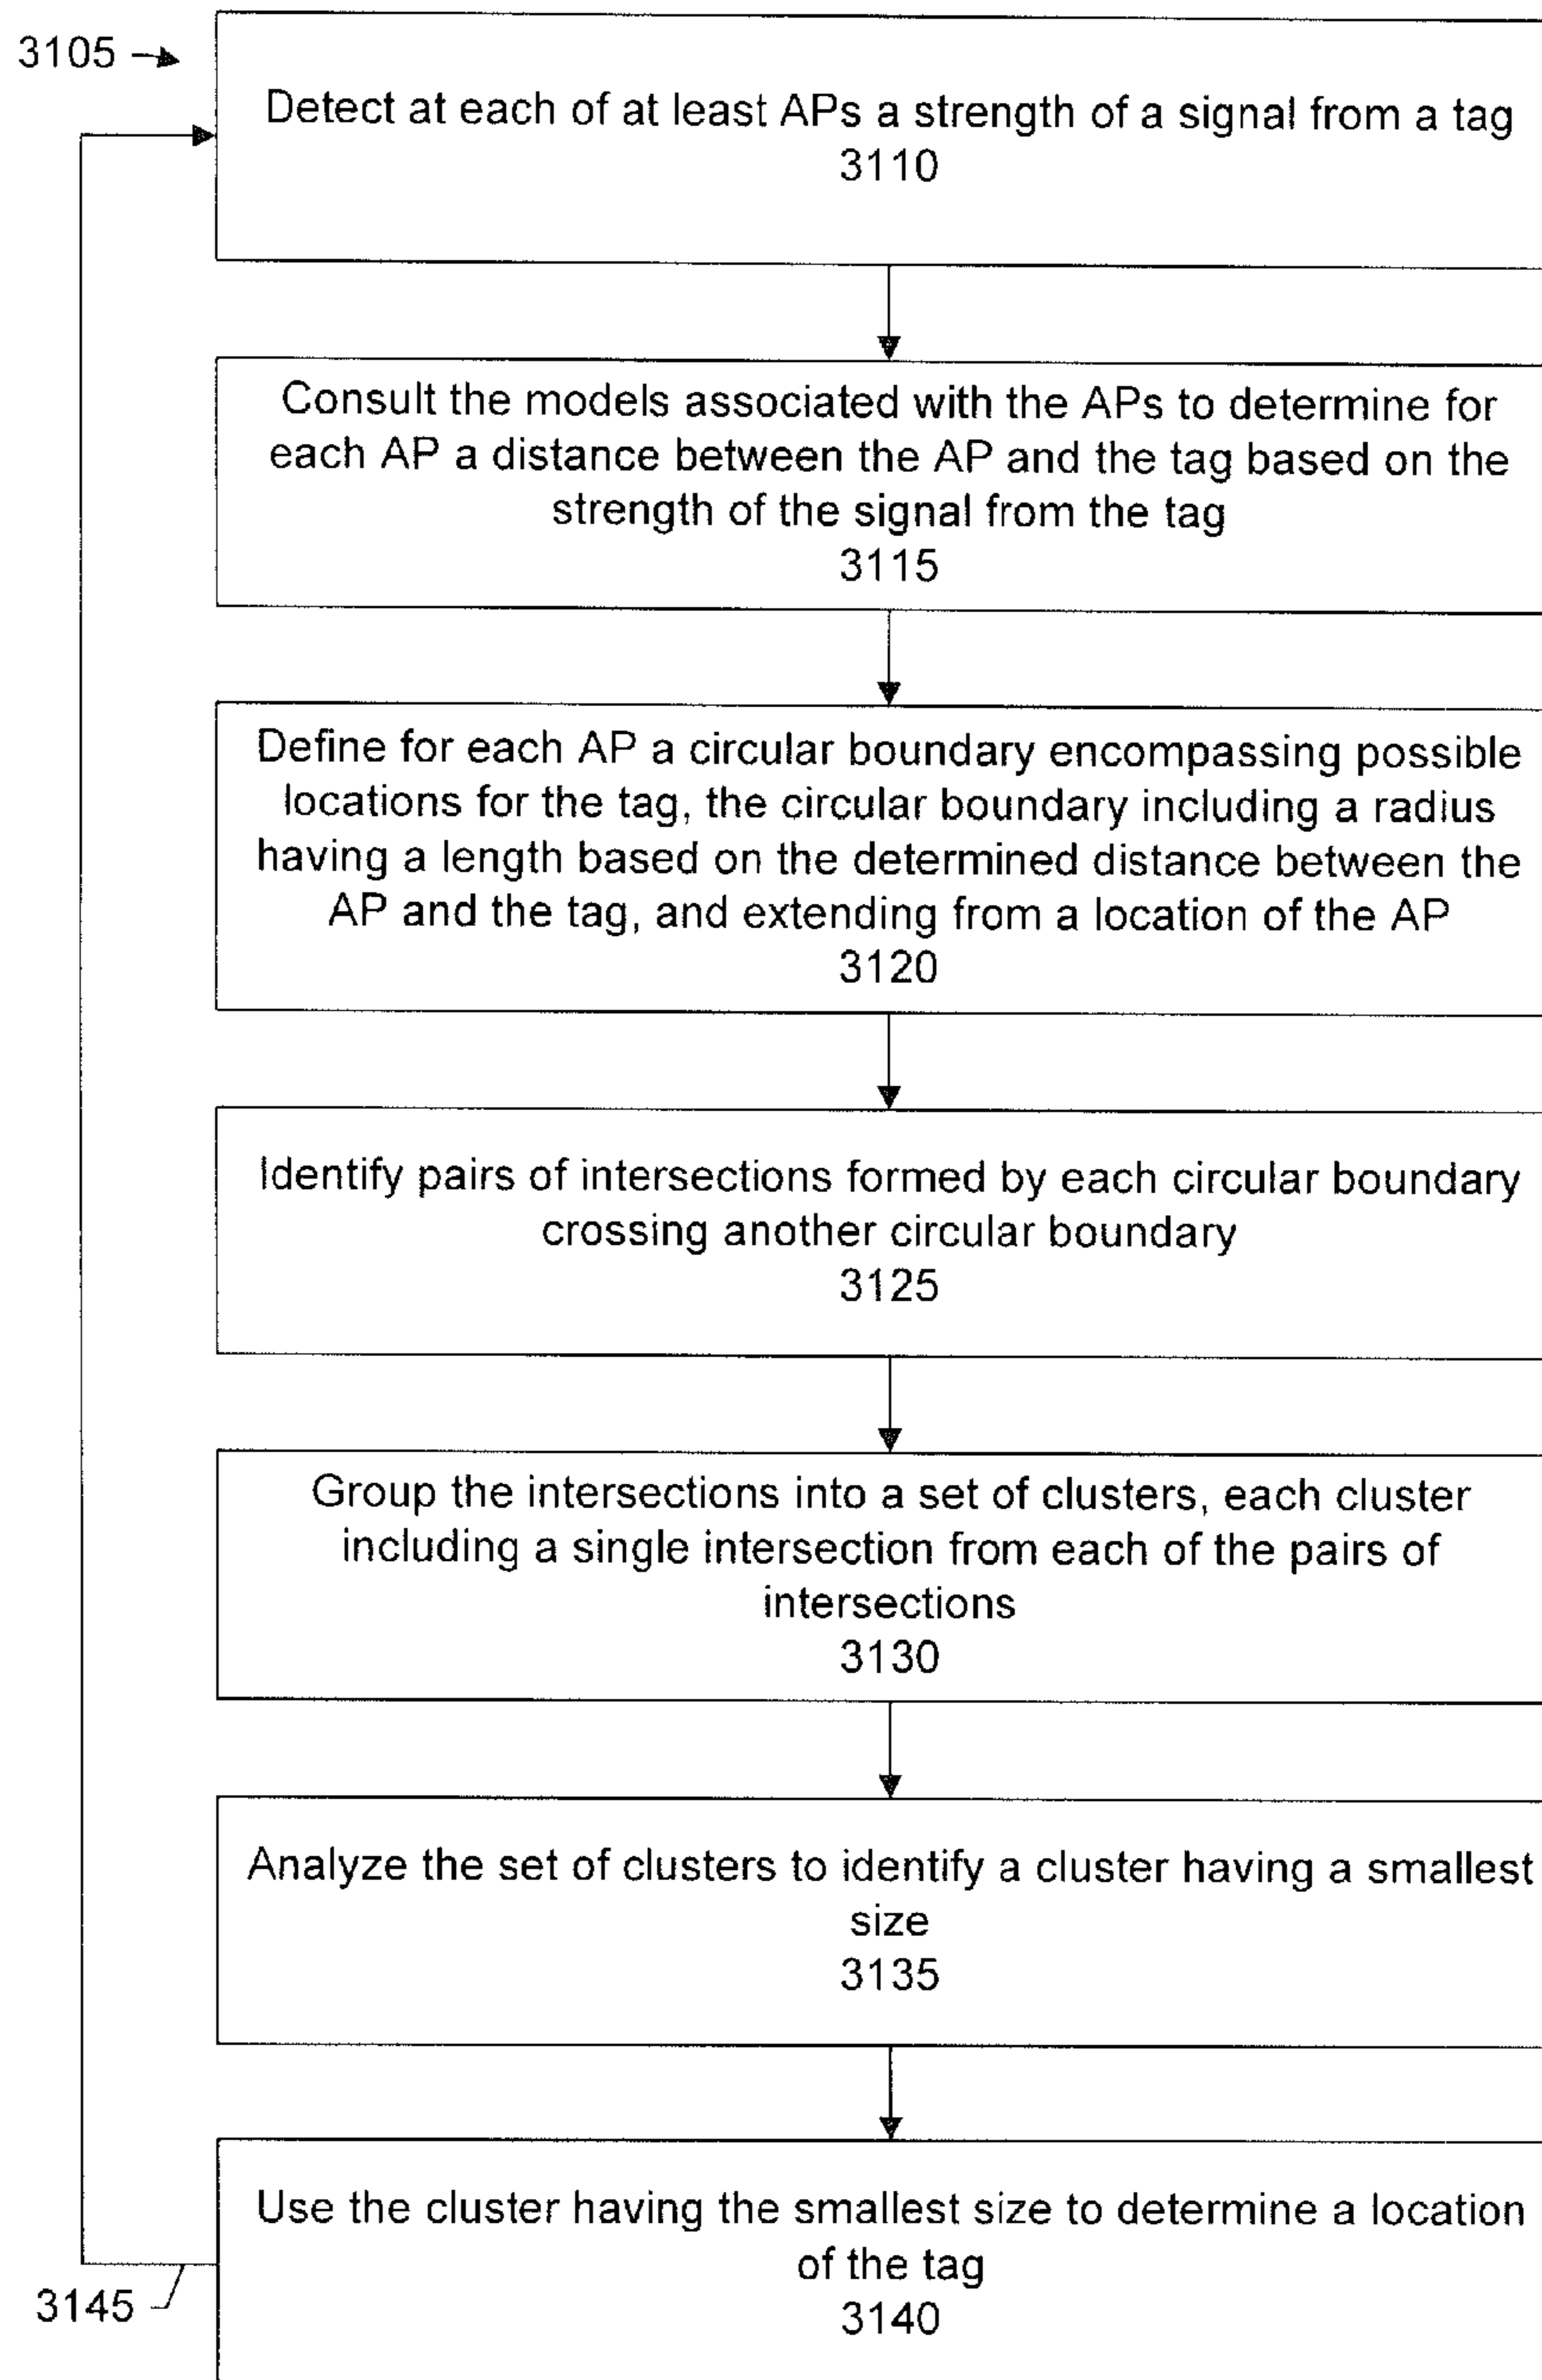 3105
Detect at each of at least APs a strength of a signal from a tag
3110
Consult the models associated with the APs to determine for
each AP a distance between the AP and the tag based on the
strength of the signal from the tag
3115
Define for each AP a circular boundary encompassing possible
locations for the tag, the circular boundary including a radius
having a length based on the determined distance between the
AP and the tag, and extending from a location of the AP
3120
Identify pairs of intersections formed by each circular boundary
crossing another circular boundary
3125
Group the intersections into a set of clusters, each cluster
including a single intersection from each of the pairs of
intersections
3130
Analyze the set of clusters to identify a cluster having a smallest
size
3135
Use the cluster having the smallest size to determine a location
of the tag
3140
3145